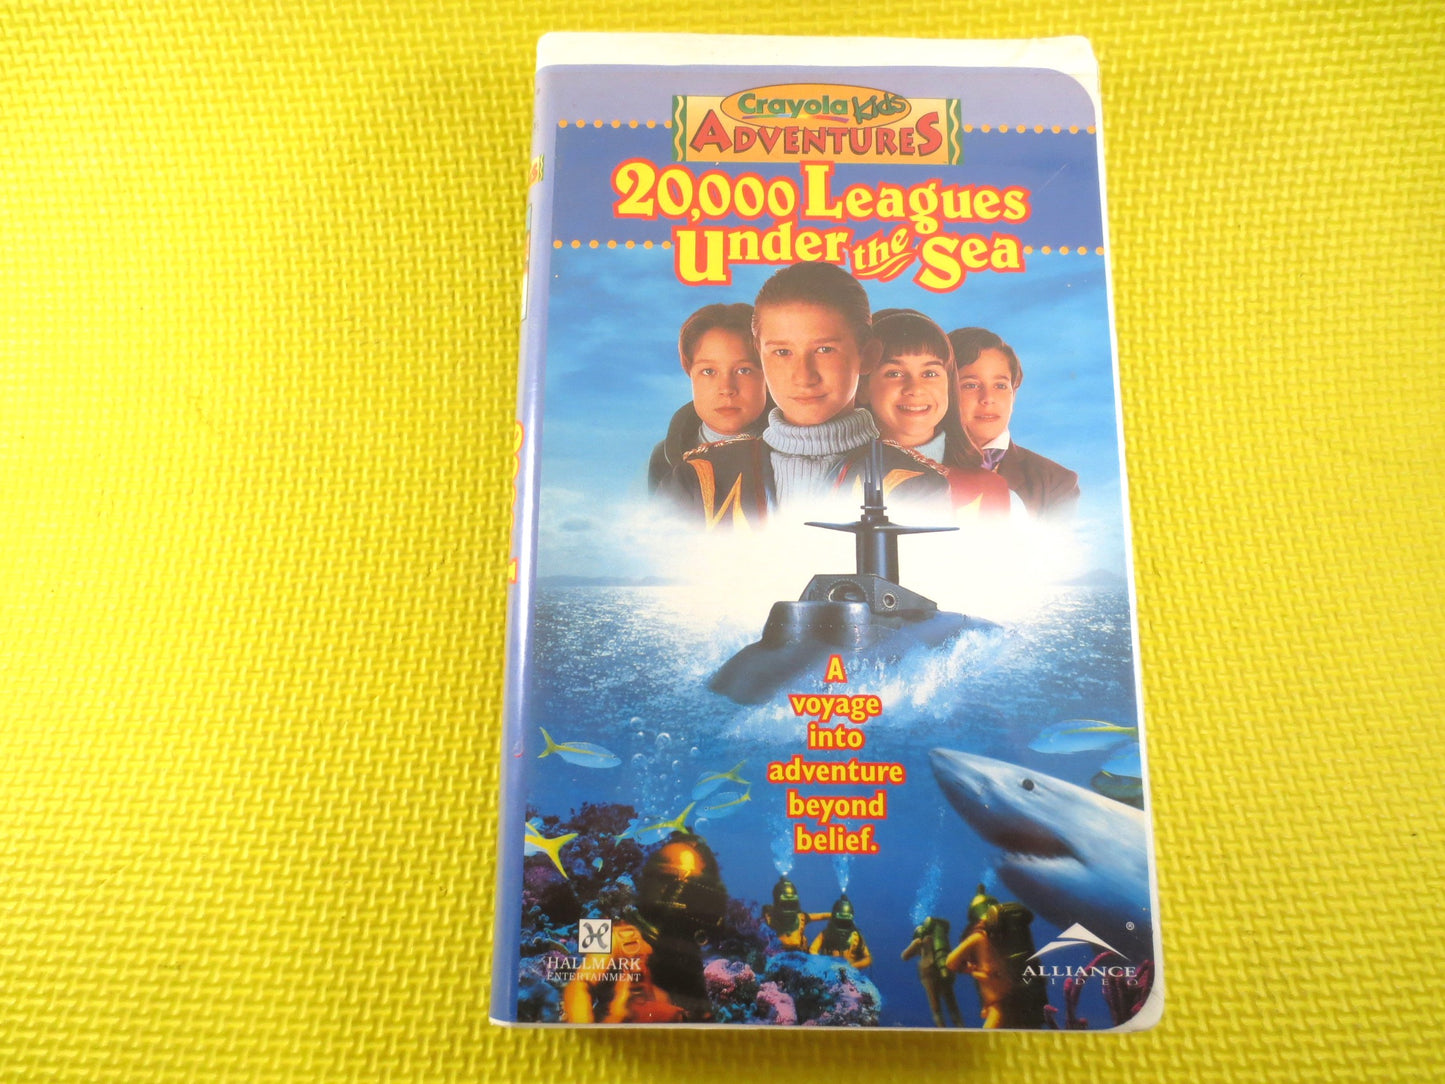 Crayola Kids
ADVENTURES
20,000 Leagues
Under the Sea
A
voyage
into
adventure
beyond
belief.
HALLMARK
ENTERTAINMENT
ALLIANCE ®
VIDEO